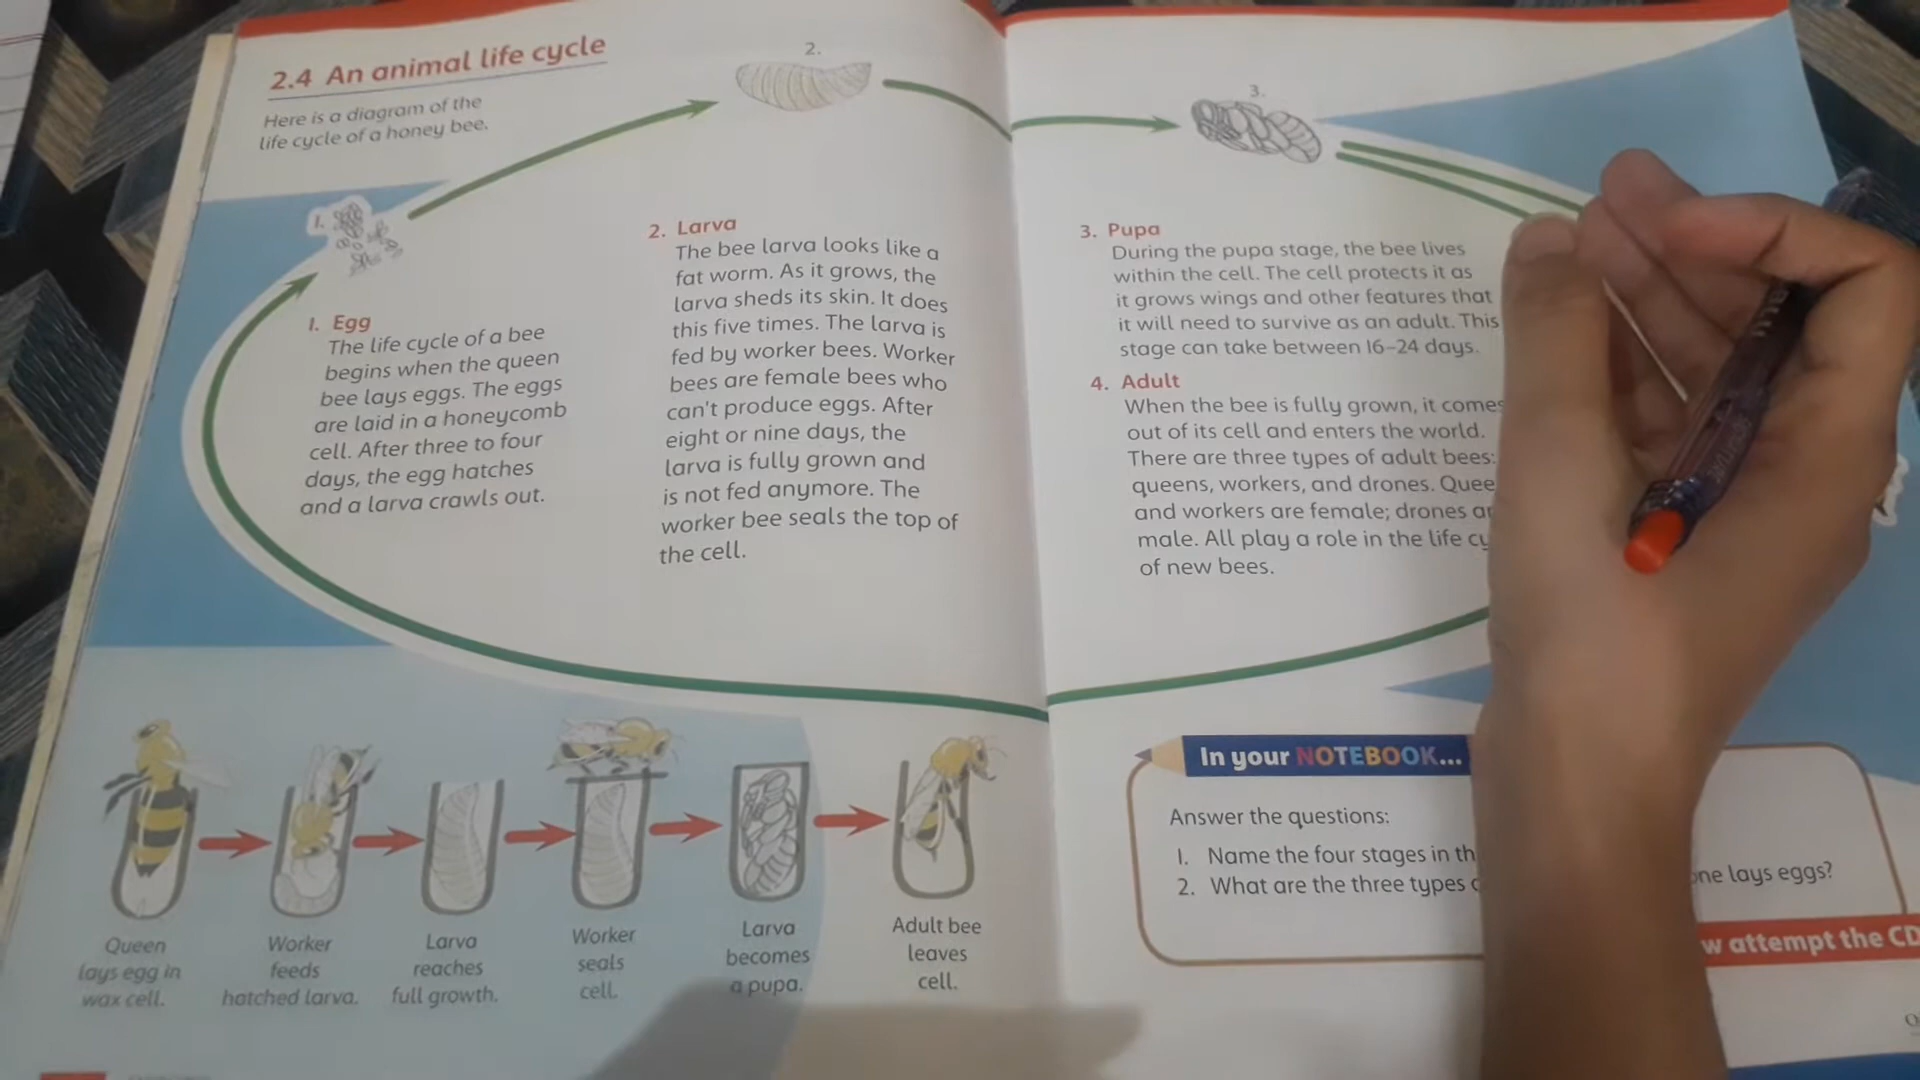 2.4 An animal life cycle
Here is a diagram of the
life cycle of a honey bee.
1.
2.
3.
1. Egg
The life cycle of a bee
begins when the queen
bee lays eggs. The eggs
are laid in a honeycomb
cell. After three to four
days, the egg hatches
and a larva crawls out.
2. Larva
The bee larva looks like a
fat worm. As it grows, the
larva sheds its skin. It does
this five times. The larva is
fed by worker bees. Worker
bees are female bees who
can't produce eggs. After
eight or nine days, the
larva is fully grown and
is not fed anymore. The
worker bee seals the top of
the cell.
3. Pupa
During the pupa stage, the bee lives
within the cell. The cell protects it as
it grows wings and other features that
it will need to survive as an adult. This
stage can take between 16–24 days.
4. Adult
When the bee is fully grown, it comes
out of its cell and enters the world.
There are three types of adult bees:
queens, workers, and drones. Quee
and workers are female; drones ar
male. All play a role in the life cy
of new bees.
Queen
lays egg in
wax cell.
Worker
feeds
hatched larva.
Larva
reaches
full growth.
Worker
seals
cell.
Larva
becomes
a pupa.
Adult bee
leaves
cell.
In your NOTEBOOK...
Answer the questions:
1. Name the four stages in th
2. What are the three types
one lays eggs?
w attempt the CD